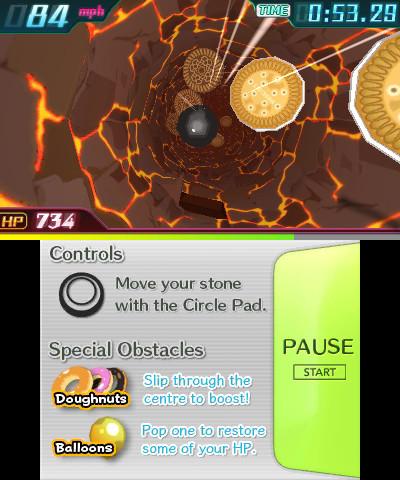 84 mph
TIME 0:53.29
HP 734
Controls
Move your stone
with the Circle Pad.
Special Obstacles
Doughnuts
Slip through the
centre to boost!
Balloons
Pop one to restore
some of your HP.
PAUSE
START